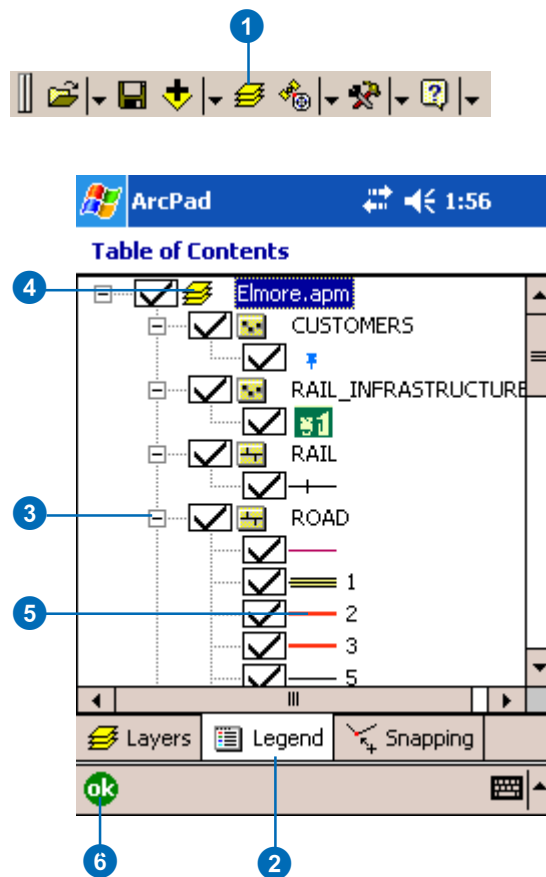 1
ArcPad 1:56
Table of Contents
4
Elmore.apm
CUSTOMERS
RAIL_INFRASTRUCTURE
RAIL
3
ROAD
1
5
2
3
5
Layers Legend Snapping
ok
6
2